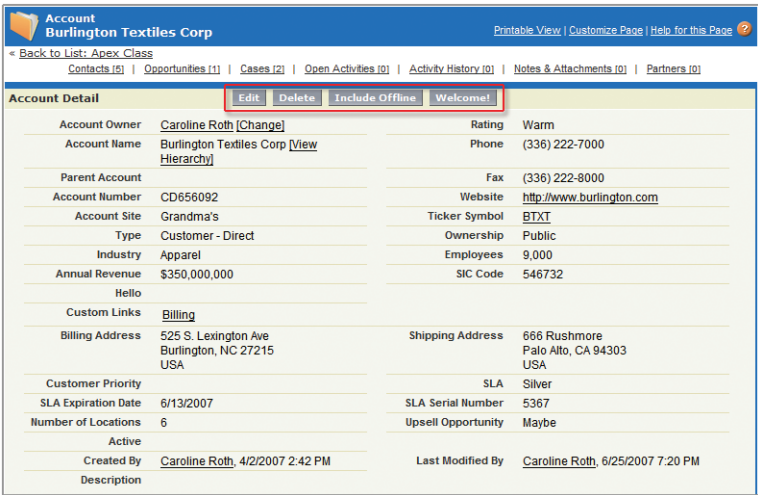 Account
Burlington Textiles Corp
Printable View | Customize Page | Help for this Page ?
« Back to List: Apex Class
Contacts [5] | Opportunities [1] | Cases [2] | Open Activities [0] | Activity History [0] | Notes & Attachments [0] | Partners [0]
Account Detail Edit Delete Include Offline Welcome!
Account Owner Caroline Roth [Change] Rating Warm
Account Name Burlington Textiles Corp [View Hierarchy] Phone (336) 222-7000
Parent Account Fax (336) 222-8000
Account Number CD656092 Website http://www.burlington.com
Account Site Grandma's Ticker Symbol BTXT
Type Customer - Direct Ownership Public
Industry Apparel Employees 9,000
Annual Revenue $350,000,000 SIC Code 546732
Hello
Custom Links Billing
Billing Address 525 S. Lexington Ave Shipping Address 666 Rushmore
Burlington, NC 27215 Palo Alto, CA 94303
USA USA
Customer Priority SLA Silver
SLA Expiration Date 6/13/2007 SLA Serial Number 5367
Number of Locations 6 Upsell Opportunity Maybe
Active
Created By Caroline Roth, 4/2/2007 2:42 PM Last Modified By Caroline Roth, 6/25/2007 7:20 PM
Description